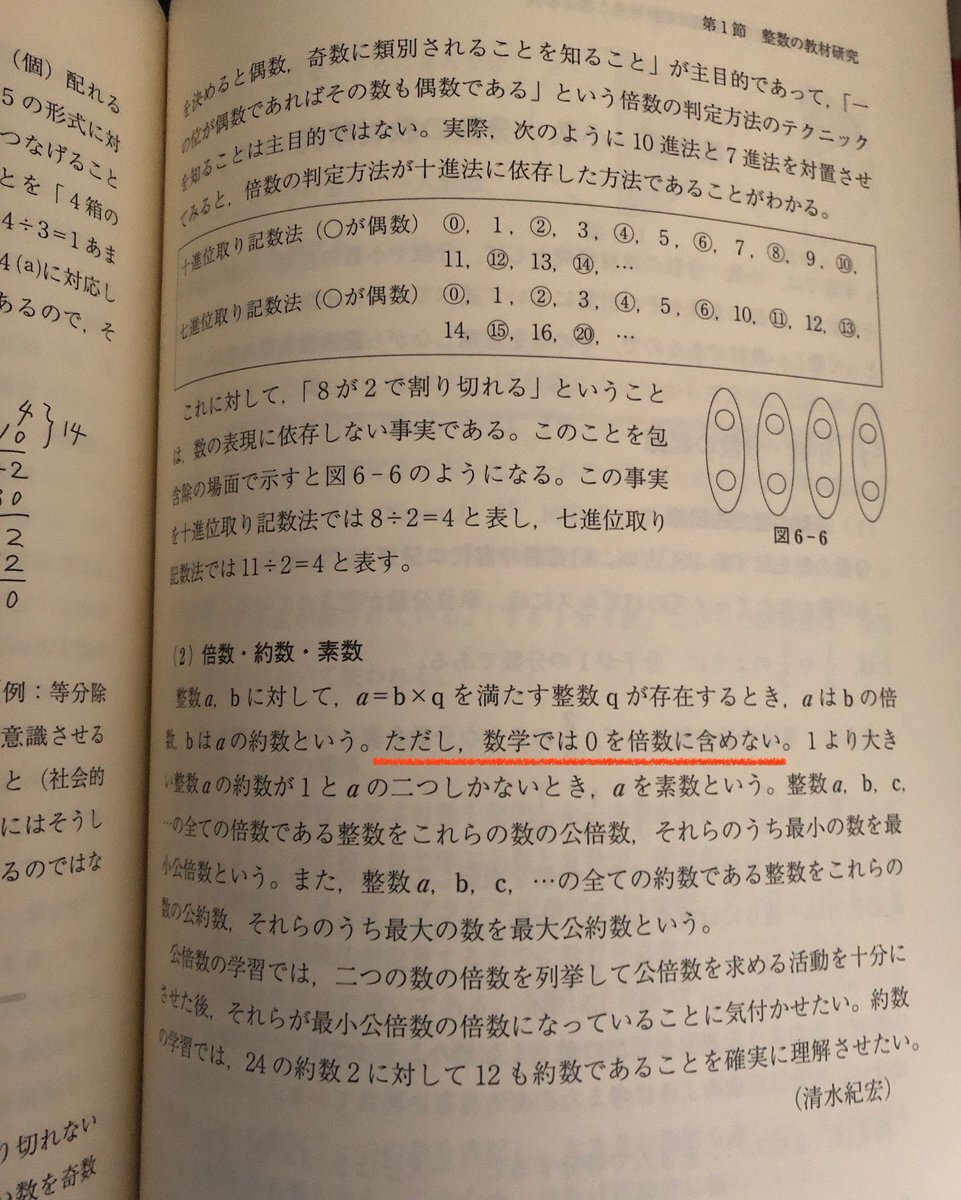 （個）配れる
5の形式に対
つなげること
とを「4箱の
4÷3=1あま
4(a)に対応し
あるので，そ
4
10
14
-2
30
2
2
0
例：等分除
意識させる
と（社会的
にはそうし
るのではな
り切れない
い数を奇数
第1節　整数の教材研究
を決めると偶数，奇数に類別されることを知ること」が主目的であって，「一
の位が偶数であればその数も偶数である」という倍数の判定方法のテクニック
を知ることは主目的ではない。実際，次のように10進法と7進法を対置させ
てみると，倍数の判定方法が十進法に依存した方法であることがわかる。
十進位取り記数法（○が偶数）　⓪，1，②，3，④，5，⑥，7，⑧，9，⑩，
11，⑫，13，⑭，…
七進位取り記数法（○が偶数）　⓪，1，②，3，④，5，⑥，10，⑪，12，⑬，
14，⑮，16，⑳，…
これに対して，「8が2で割り切れる」ということ
は，数の表現に依存しない事実である。このことを包
含除の場面で示すと図6-6のようになる。この事実
を十進位取り記数法では8÷2=4と表し，七進位取り
記数法では11÷2=4と表す。
図6-6
(2) 倍数・約数・素数
整数a，bに対して，a=b×qを満たす整数qが存在するとき，aはbの倍
数，bはaの約数という。ただし，数学では0を倍数に含めない。1より大き
い整数aの約数が1とaの二つしかないとき，aを素数という。整数a，b，c，
…の全ての倍数である整数をこれらの数の公倍数，それらのうち最小の数を最
小公倍数という。また，整数a，b，c，…の全ての約数である整数をこれらの
数の公約数，それらのうち最大の数を最大公約数という。
公倍数の学習では，二つの数の倍数を列挙して公倍数を求める活動を十分に
させた後，それらが最小公倍数の倍数になっていることに気付かせたい。約数
の学習では，24の約数2に対して12も約数であることを確実に理解させたい。
（清水紀宏）